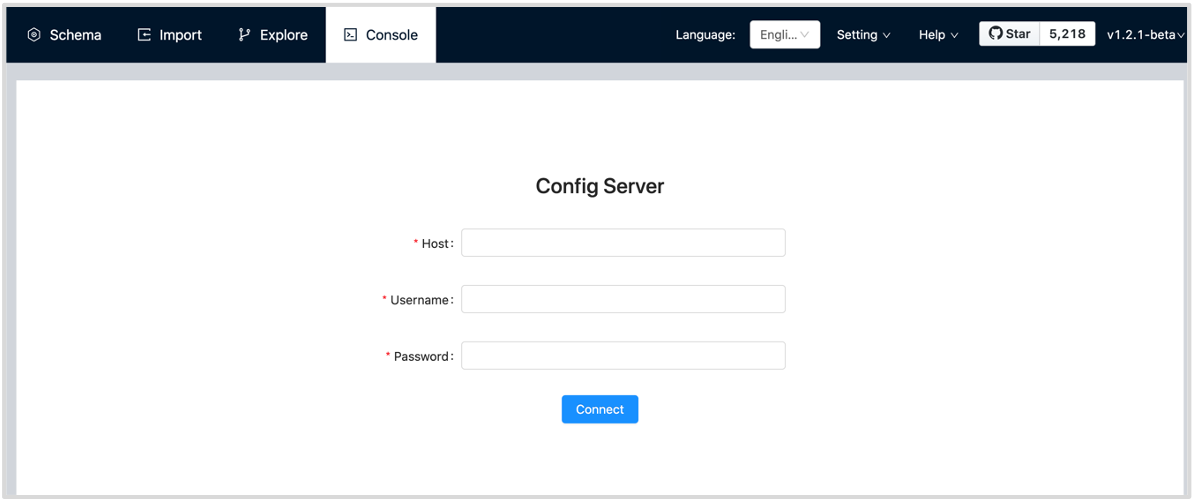 Schema Import Explore Console Language: Engli... Setting Help Star 5,218 v1.2.1-beta
Config Server
* Host:
* Username:
* Password:
Connect